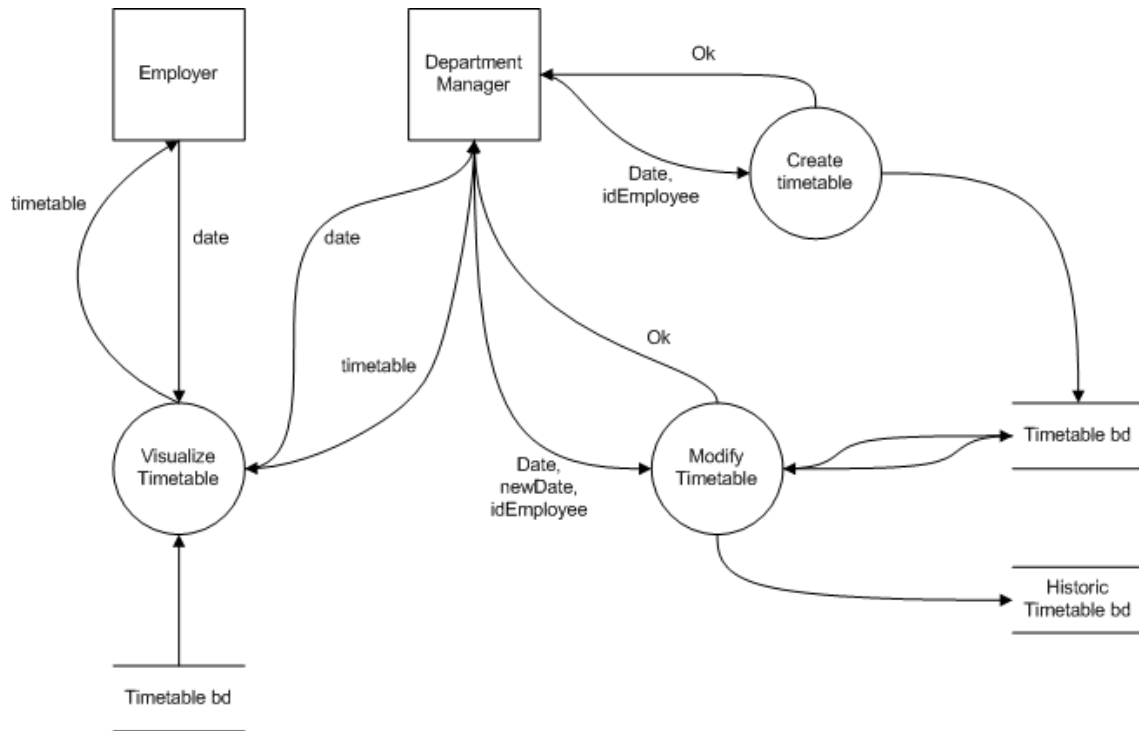 Employer
Department
Manager
Ok
Create
timetable
Date,
idEmployee
timetable
date
date
timetable
Ok
Visualize
Timetable
Date,
newDate,
idEmployee
Modify
Timetable
Timetable bd
Historic
Timetable bd
Timetable bd